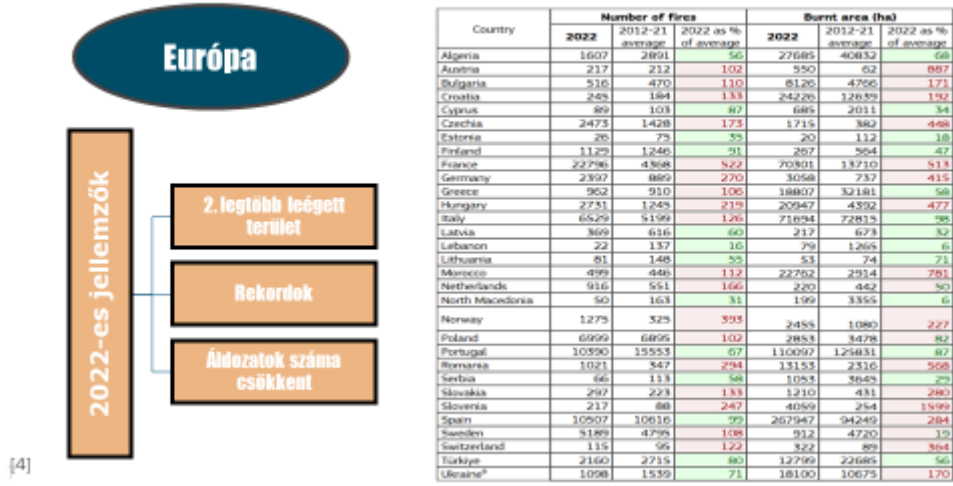 Európa
2022-es jellemzők
2. legtöbb leégett
terület
Rekordok
Áldozatok száma
csökkent
[4]
Country Number of fires Burnt area (ha)
2022 2012-21 average 2022 as % of average 2022 2012-21 average 2022 as % of average
Algeria 1607 2891 56 27685 40832 68
Austria 217 212 102 550 62 887
Bulgaria 516 470 110 8126 4766 171
Croatia 245 184 133 24226 12639 192
Cyprus 89 103 87 685 2011 34
Czechia 2473 1428 173 1715 382 448
Estonia 26 75 35 20 112 18
Finland 1129 1246 91 267 564 47
France 22796 4368 522 70301 13710 513
Germany 2397 889 270 3058 737 415
Greece 962 910 106 18807 32181 58
Hungary 2731 1245 219 20947 4392 477
Italy 6529 5199 126 71694 72815 98
Latvia 369 616 60 217 673 32
Lebanon 22 137 16 79 1265 6
Lithuania 81 148 55 53 74 71
Morocco 499 446 112 22762 2914 781
Netherlands 916 551 166 220 442 50
North Macedonia 50 163 31 199 3355 6
Norway 1275 325 393 2455 1080 227
Poland 6999 6895 102 2853 3478 82
Portugal 10390 15553 67 110097 125831 87
Romania 1021 347 294 13153 2316 568
Serbia 66 113 58 1053 3645 29
Slovakia 297 223 133 1210 431 280
Slovenia 217 88 247 4059 254 1599
Spain 10507 10616 99 267947 94249 284
Sweden 5189 4795 108 912 4720 19
Switzerland 115 95 122 322 89 364
Türkiye 2160 2715 80 12799 22685 56
Ukraine 1098 1539 71 18100 10675 170